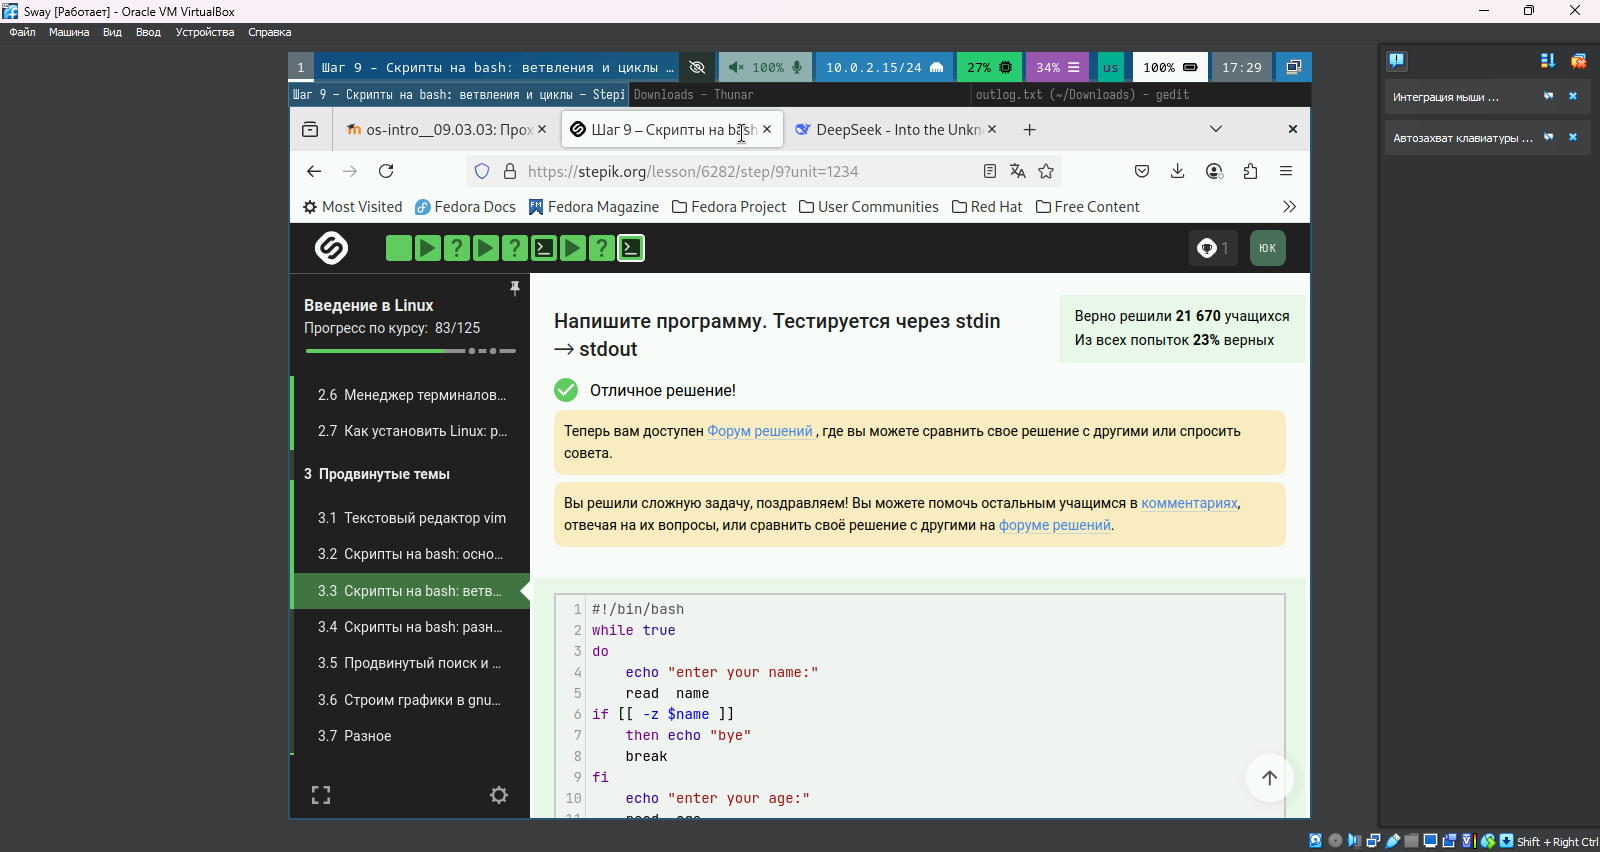 Sway [Работает] - Oracle VM VirtualBox
Файл Машина Вид Ввод Устройства Справка
1 Шаг 9 – Скрипты на bash: ветвления и циклы … 100% 10.0.2.15/24 27% 34% us 100% 17:29
Шаг 9 – Скрипты на bash: ветвления и циклы – Stepi Downloads – Thunar outlog.txt (~/Downloads) – gedit
os-intro__09.03.03: Прох Шаг 9 – Скрипты на bash DeepSeek - Into the Unkn
https://stepik.org/lesson/6282/step/9?unit=1234
Most Visited Fedora Docs Fedora Magazine Fedora Project User Communities Red Hat Free Content
1 ЮК
Введение в Linux
Прогресс по курсу: 83/125
2.6 Менеджер терминалов...
2.7 Как установить Linux: р...
3 Продвинутые темы
3.1 Текстовый редактор vim
3.2 Скрипты на bash: осно...
3.3 Скрипты на bash: ветв...
3.4 Скрипты на bash: разн...
3.5 Продвинутый поиск и ...
3.6 Строим графики в gnu...
3.7 Разное
Напишите программу. Тестируется через stdin
→ stdout
Верно решили 21 670 учащихся
Из всех попыток 23% верных
Отличное решение!
Теперь вам доступен Форум решений , где вы можете сравнить свое решение с другими или спросить
совета.
Вы решили сложную задачу, поздравляем! Вы можете помочь остальным учащимся в комментариях,
отвечая на их вопросы, или сравнить своё решение с другими на форуме решений.
1 #!/bin/bash
2 while true
3 do
4 echo "enter your name:"
5 read name
6 if [[ -z $name ]]
7 then echo "bye"
8 break
9 fi
10 echo "enter your age:"
11 read age
Интеграция мыши ...
Автозахват клавиатуры ...
Shift + Right Ctrl